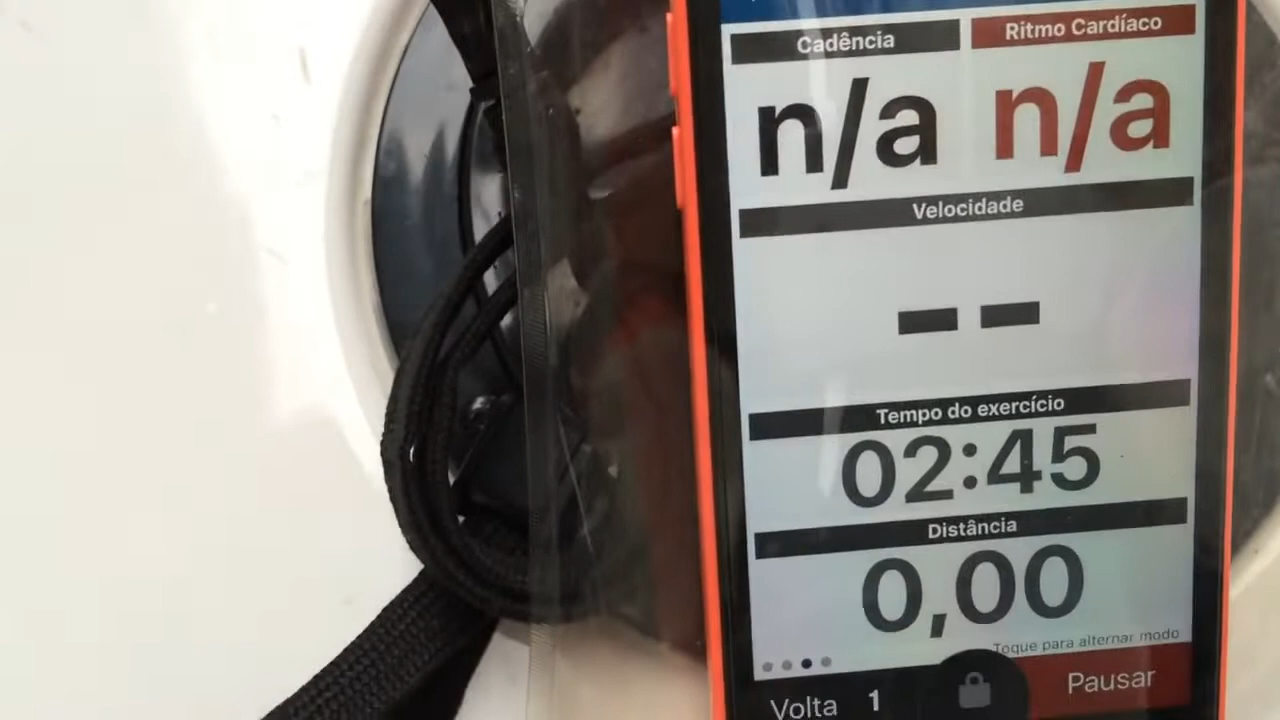 Cadência
Ritmo Cardíaco
n/a
n/a
Velocidade
--
Tempo do exercício
02:45
Distância
0,00
Toque para alternar modo
Volta 1
Pausar